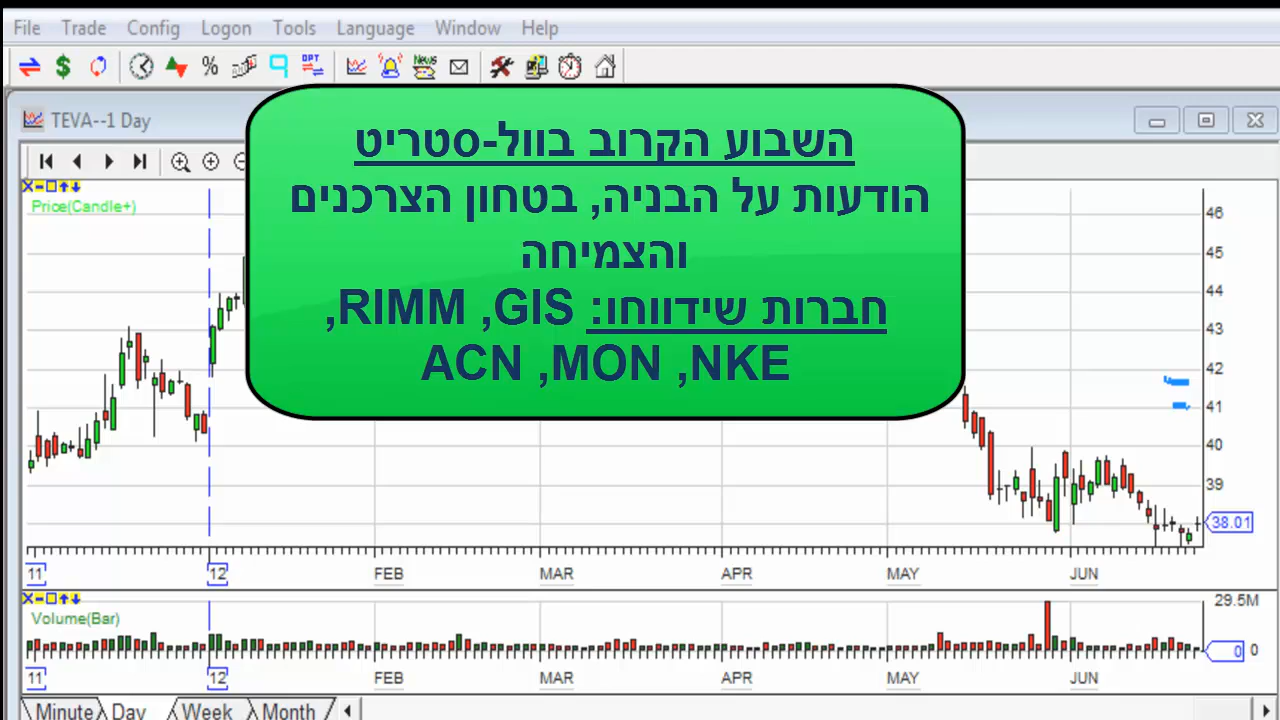 File Trade Config Logon Tools Language Window Help
OPT
News
TEVA--1 Day
השבוע הקרוב בוול-סטריט
הודעות על הבניה, בטחון הצרכנים
והצמיחה
חברות שידווחו: RIMM ,GIS,
ACN ,MON ,NKE
Price(Candle+)
46
45
44
43
42
41
40
39
38.01
11 12 FEB MAR APR MAY JUN
Volume(Bar)
29.5M
0 0
11 12 FEB MAR APR MAY JUN
Minute Day Week Month